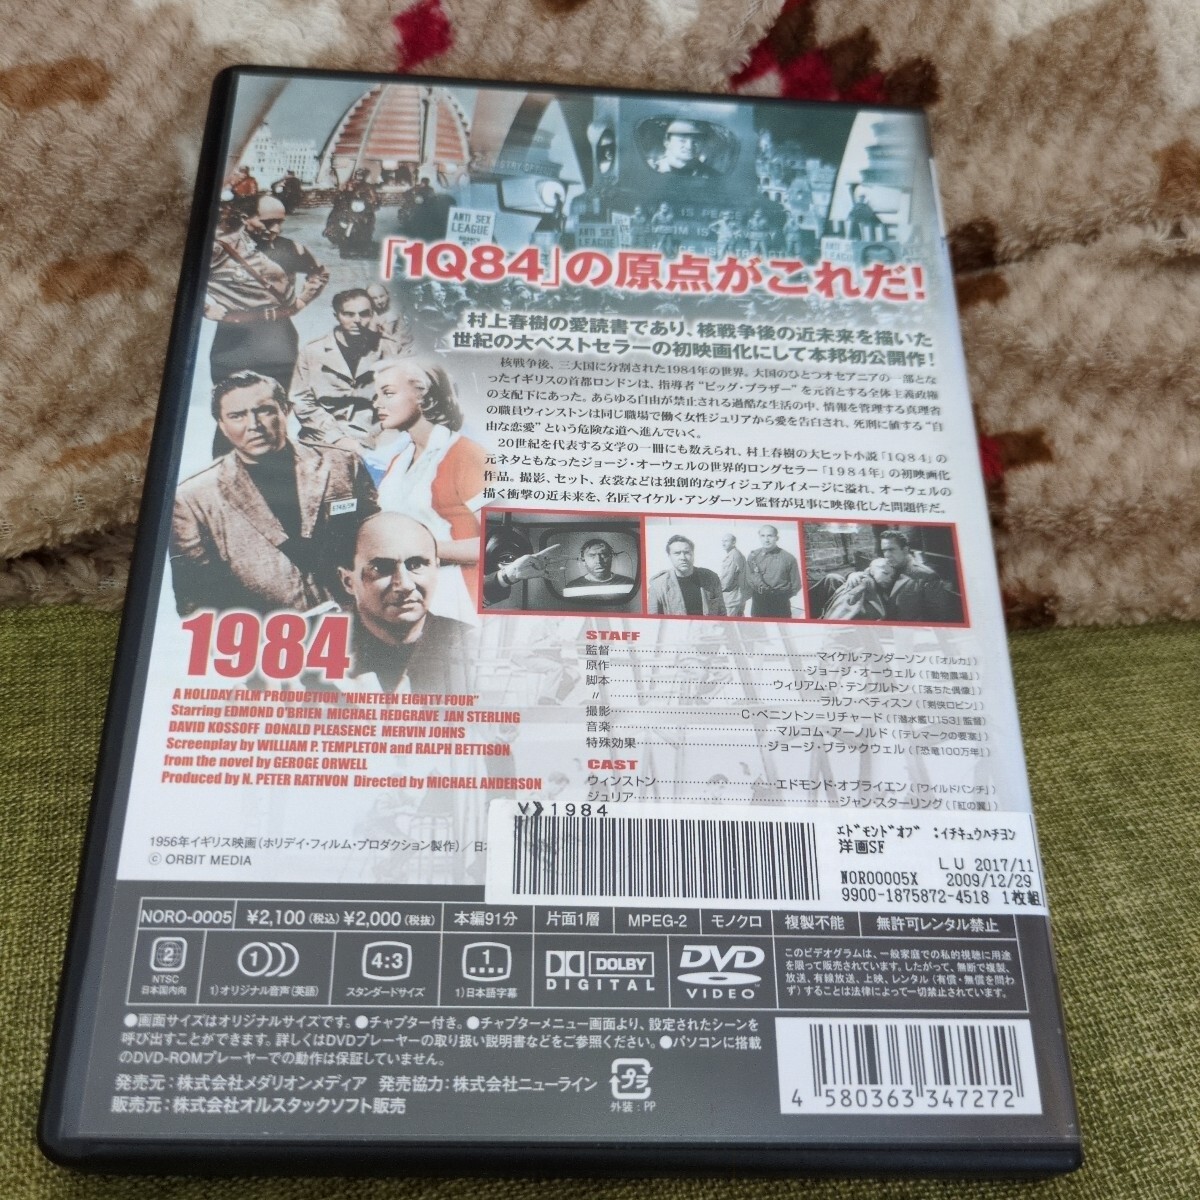 ANTI SEX
LEAGUE
ANTI SEX
LEAGUE
IS PEACE
「1Q84」の原点がこれだ!
村上春樹の愛読書であり、核戦争後の近未来を描いた
世紀の大ベストセラーの初映画化にして本邦初公開作!
核戦争後、三大国に分割された1984年の世界。大国のひとつオセアニアの一部とな
ったイギリスの首都ロンドンは、指導者“ビッグ・ブラザー”を元首とする全体主義政権
の支配下にあった。あらゆる自由が禁止される過酷な生活の中、情報を管理する真理省
の職員ウィンストンは同じ職場で働く女性ジュリアから愛を告白され、死刑に値する“自
由な恋愛”という危険な道へ進んでいく。
20世紀を代表する文学の一冊にも数えられ、村上春樹の大ヒット小説「1Q84」の
元ネタともなったジョージ・オーウェルの世界的ロングセラー「1984年」の初映画化
作品。撮影、セット、衣裳などは独創的なヴィジュアルイメージに溢れ、オーウェルの
描く衝撃の近未来を、名匠マイケル・アンダーソン監督が見事に映像化した問題作だ。
1984
A HOLIDAY FILM PRODUCTION "NINETEEN EIGHTY FOUR"
Starring EDMOND O'BRIEN MICHAEL REDGRAVE JAN STERLING
DAVID KOSSOFF DONALD PLEASENCE MERVIN JOHNS
Screenplay by WILLIAM P. TEMPLETON and RALPH BETTISON
from the novel by GEROGE ORWELL
Produced by N. PETER RATHVON Directed by MICHAEL ANDERSON
STAFF
監督……マイケル・アンダーソン(「オルカ」)
原作……ジョージ・オーウェル(「動物農場」)
脚本……ウィリアム・P・テンプルトン(「落ちた偶像」)
〃……ラルフ・ベティスン(「剣侠ロビン」)
撮影……C・ペニントン=リチャード(「潜水艦U153」監督)
音楽……マルコム・アーノルド(「テレマークの要塞」)
特殊効果……ジョージ・ブラックウェル(「恐竜100万年」)
CAST
ウィンストン……エドモンド・オブライエン(「ワイルドバンチ」)
ジュリア……ジャン・スターリング(「紅の翼」)
1956年イギリス映画(ホリデイ・フィルム・プロダクション製作)/日本
© ORBIT MEDIA
V》1984
ｴﾄﾞﾓﾝﾄﾞｵﾌﾞ :ｲﾁｷｭｳﾊﾁﾖﾝ
洋画SF
LU 2017/11
NOR00005X 2009/12/29
9900-1875872-4518 1枚組
NORO-0005 ¥2,100(税込) ¥2,000(税抜) 本編91分 片面1層 MPEG-2 モノクロ 複製不能 無許可レンタル禁止
2
NTSC
日本国内向
1)
1)オリジナル音声(英語)
4:3
スタンダードサイズ
1
1)日本語字幕
DOLBY
DIGITAL
DVD
VIDEO
このビデオグラムは、一般家庭での私的視聴に用途
を限って販売されています。したがって、無断で複製、
放送、有線放送、上映、レンタル(有償・無償を問わ
ず)することは法律によって一切禁止されています。
●画面サイズはオリジナルサイズです。●チャプター付き。●チャプターメニュー画面より、設定されたシーンを
呼び出すことができます。詳しくはDVDプレーヤーの取り扱い説明書などをご参照ください。●パソコンに搭載
のDVD-ROMプレーヤーでの動作は保証していません。
発売元:株式会社メダリオンメディア 発売協力:株式会社ニューライン
販売元:株式会社オルスタックソフト販売
プラ
外装:PP
4 580363 347272